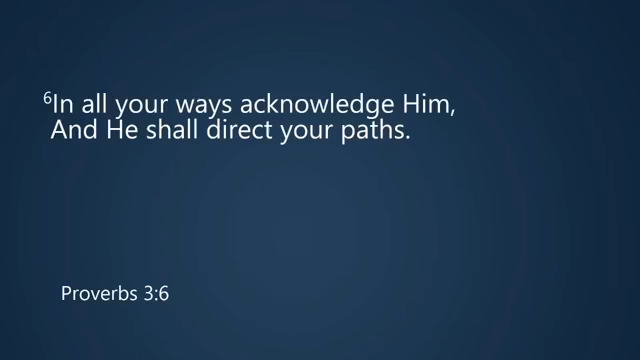 ⁶In all your ways acknowledge Him,
And He shall direct your paths.
Proverbs 3:6